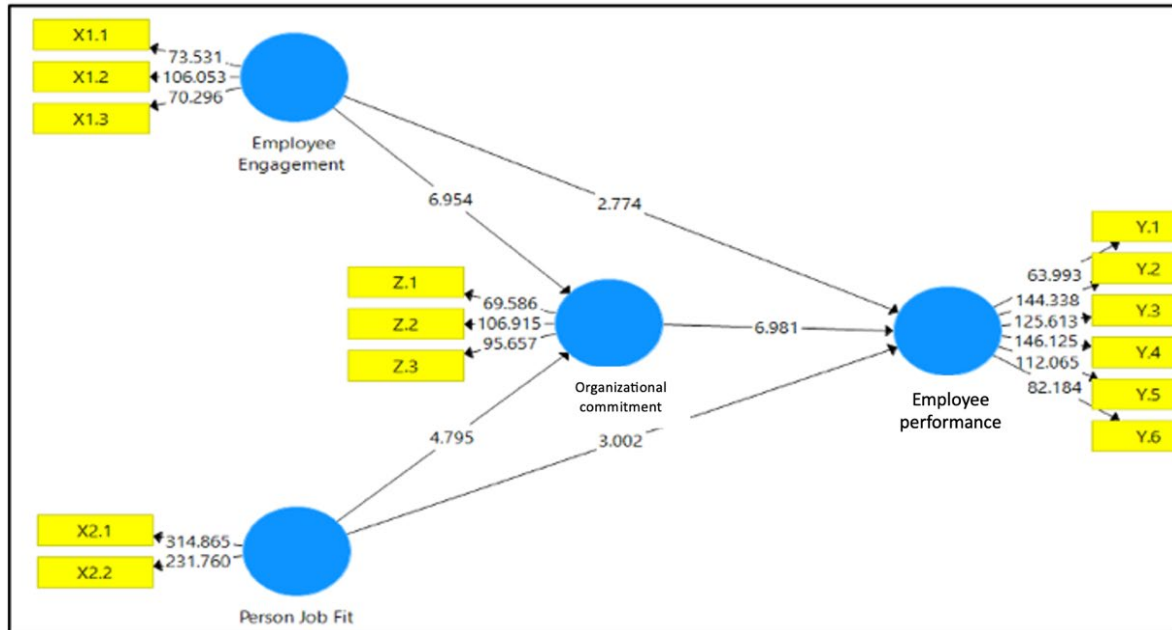 X1.1
73.531
X1.2
106.053
X1.3
70.296
Employee
Engagement
6.954
2.774
Z.1
69.586
Z.2
106.915
Z.3
95.657
Organizational
commitment
6.981
Y.1
63.993
Y.2
144.338
Y.3
125.613
146.125
Y.4
112.065
Y.5
82.184
Y.6
Employee
performance
4.795
3.002
X2.1
314.865
X2.2
231.760
Person Job Fit